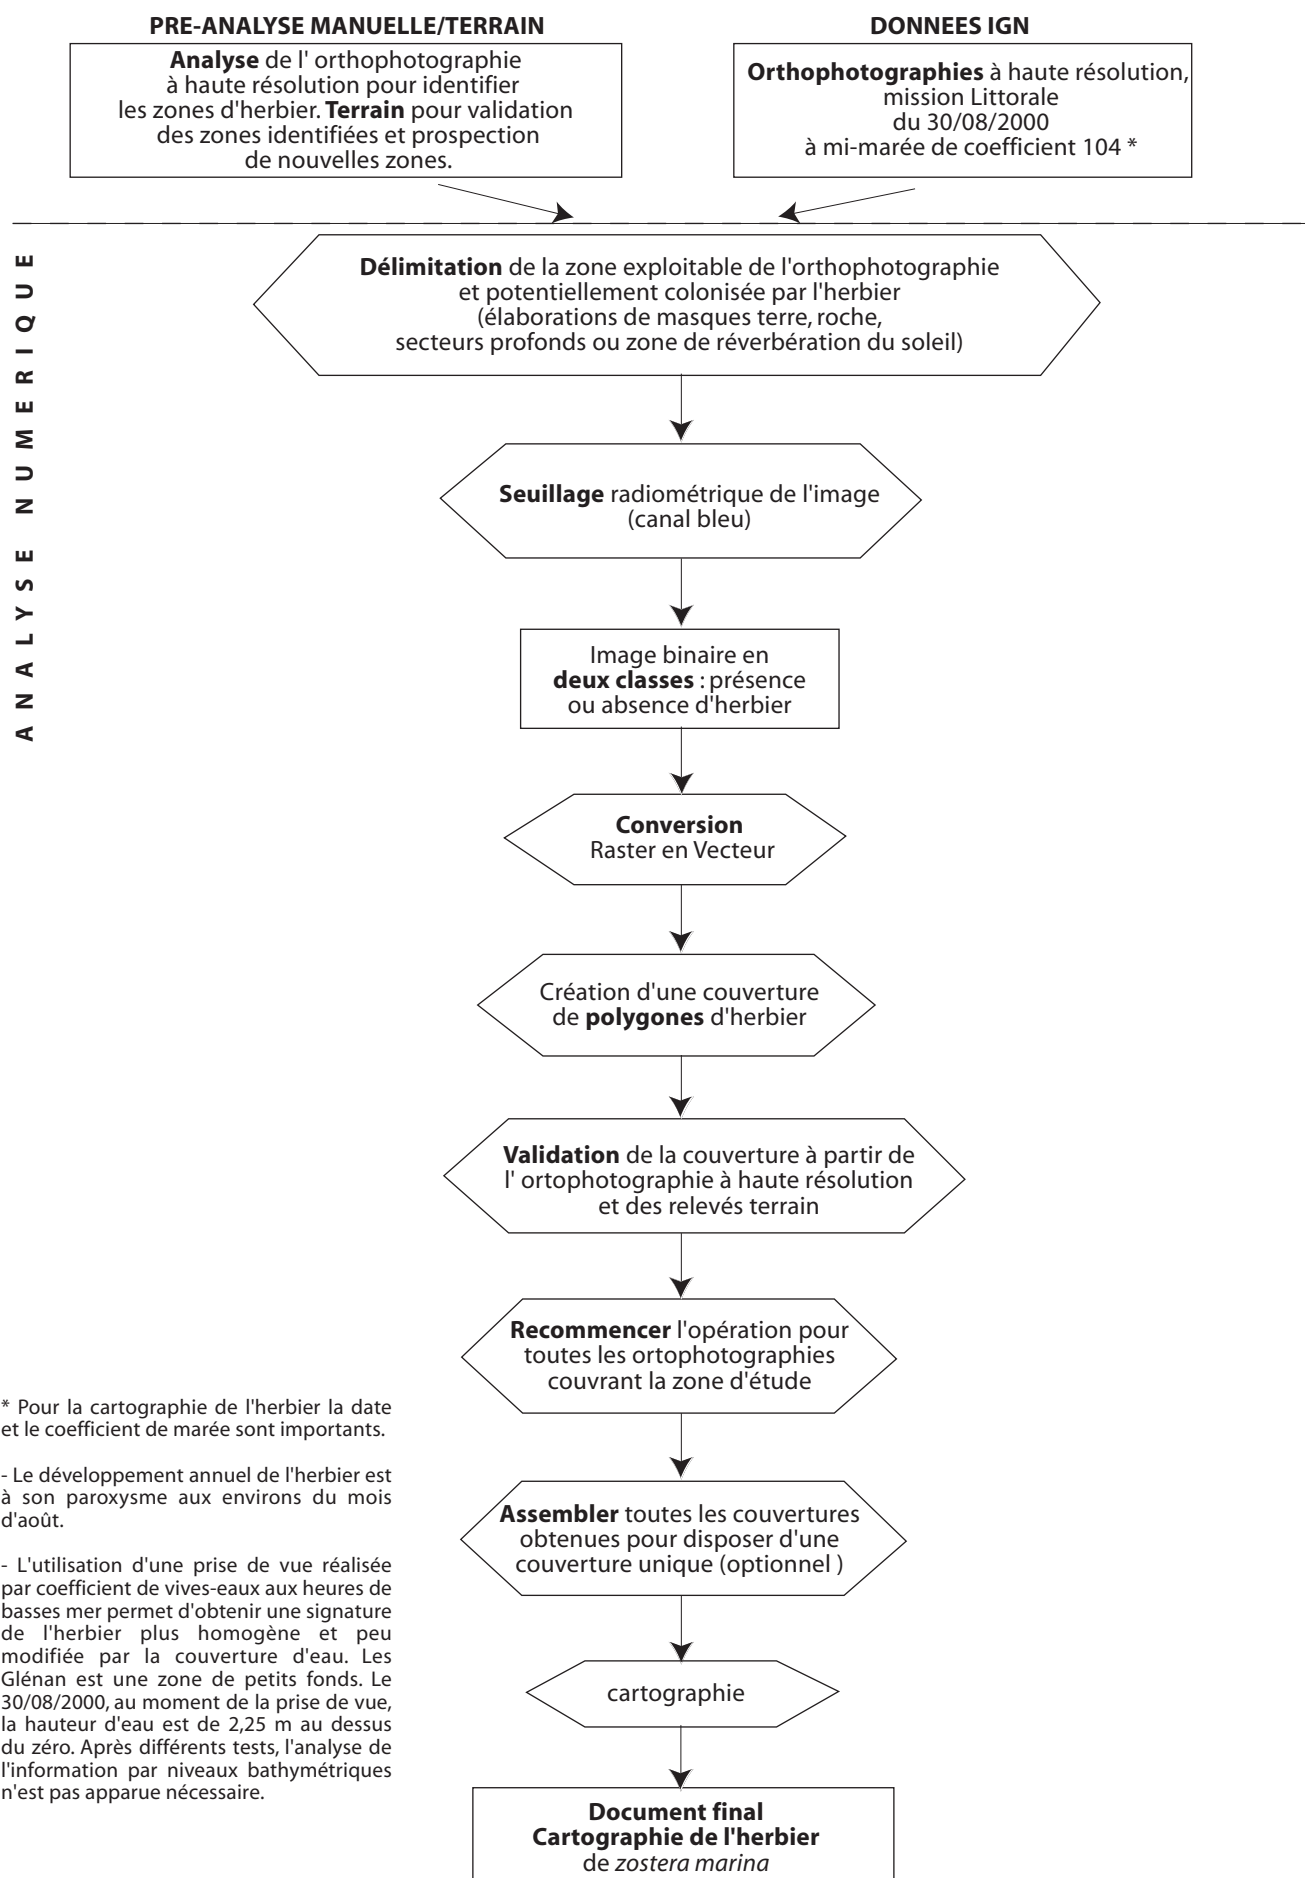 PRE-ANALYSE MANUELLE/TERRAIN
Analyse de l' orthophotographie
à haute résolution pour identifier
les zones d'herbier. Terrain pour validation
des zones identifiées et prospection
de nouvelles zones.
DONNEES IGN
Orthophotographies à haute résolution,
mission Littorale
du 30/08/2000
à mi-marée de coefficient 104 *
ANALYSE NUMERIQUE
Délimitation de la zone exploitable de l'orthophotographie
et potentiellement colonisée par l'herbier
(élaborations de masques terre, roche,
secteurs profonds ou zone de réverbération du soleil)
Seuillage radiométrique de l'image
(canal bleu)
Image binaire en
deux classes : présence
ou absence d'herbier
Conversion
Raster en Vecteur
Création d'une couverture
de polygones d'herbier
Validation de la couverture à partir de
l' ortophotographie à haute résolution
et des relevés terrain
Recommencer l'opération pour
toutes les ortophotographies
couvrant la zone d'étude
Assembler toutes les couvertures
obtenues pour disposer d'une
couverture unique (optionnel )
cartographie
Document final
Cartographie de l'herbier
de zostera marina
* Pour la cartographie de l'herbier la date
et le coefficient de marée sont importants.
- Le développement annuel de l'herbier est
à son paroxysme aux environs du mois
d'août.
- L'utilisation d'une prise de vue réalisée
par coefficient de vives-eaux aux heures de
basses mer permet d'obtenir une signature
de l'herbier plus homogène et peu
modifiée par la couverture d'eau. Les
Glénan est une zone de petits fonds. Le
30/08/2000, au moment de la prise de vue,
la hauteur d'eau est de 2,25 m au dessus
du zéro. Après différents tests, l'analyse de
l'information par niveaux bathymétriques
n'est pas apparue nécessaire.